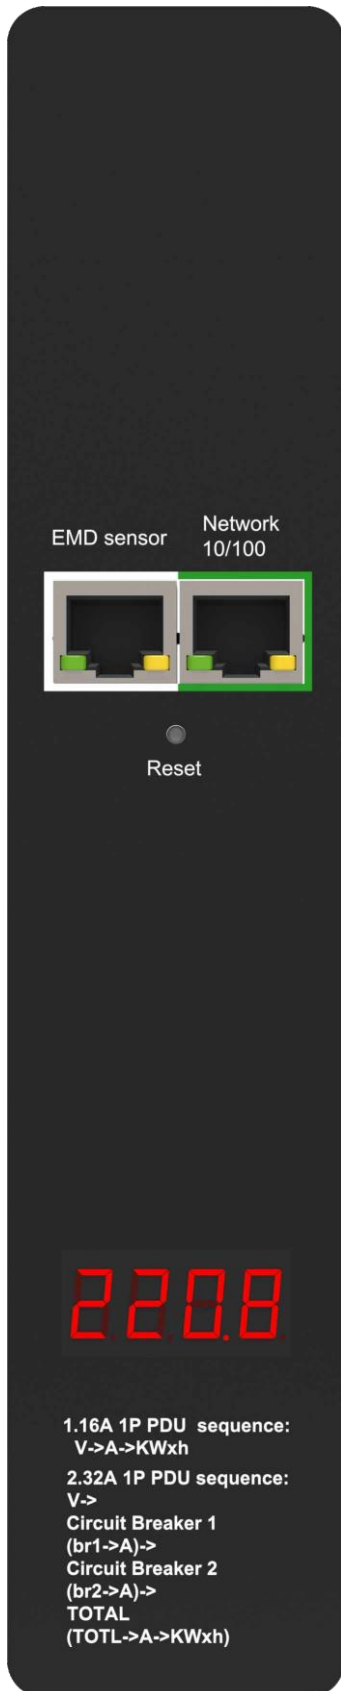 EMD sensor
Network
10/100
Reset
220.8
1.16A 1P PDU  sequence:
V->A->KWxh
2.32A 1P PDU sequence:
V->
Circuit Breaker 1
(br1->A)->
Circuit Breaker 2
(br2->A)->
TOTAL
(TOTL->A->KWxh)